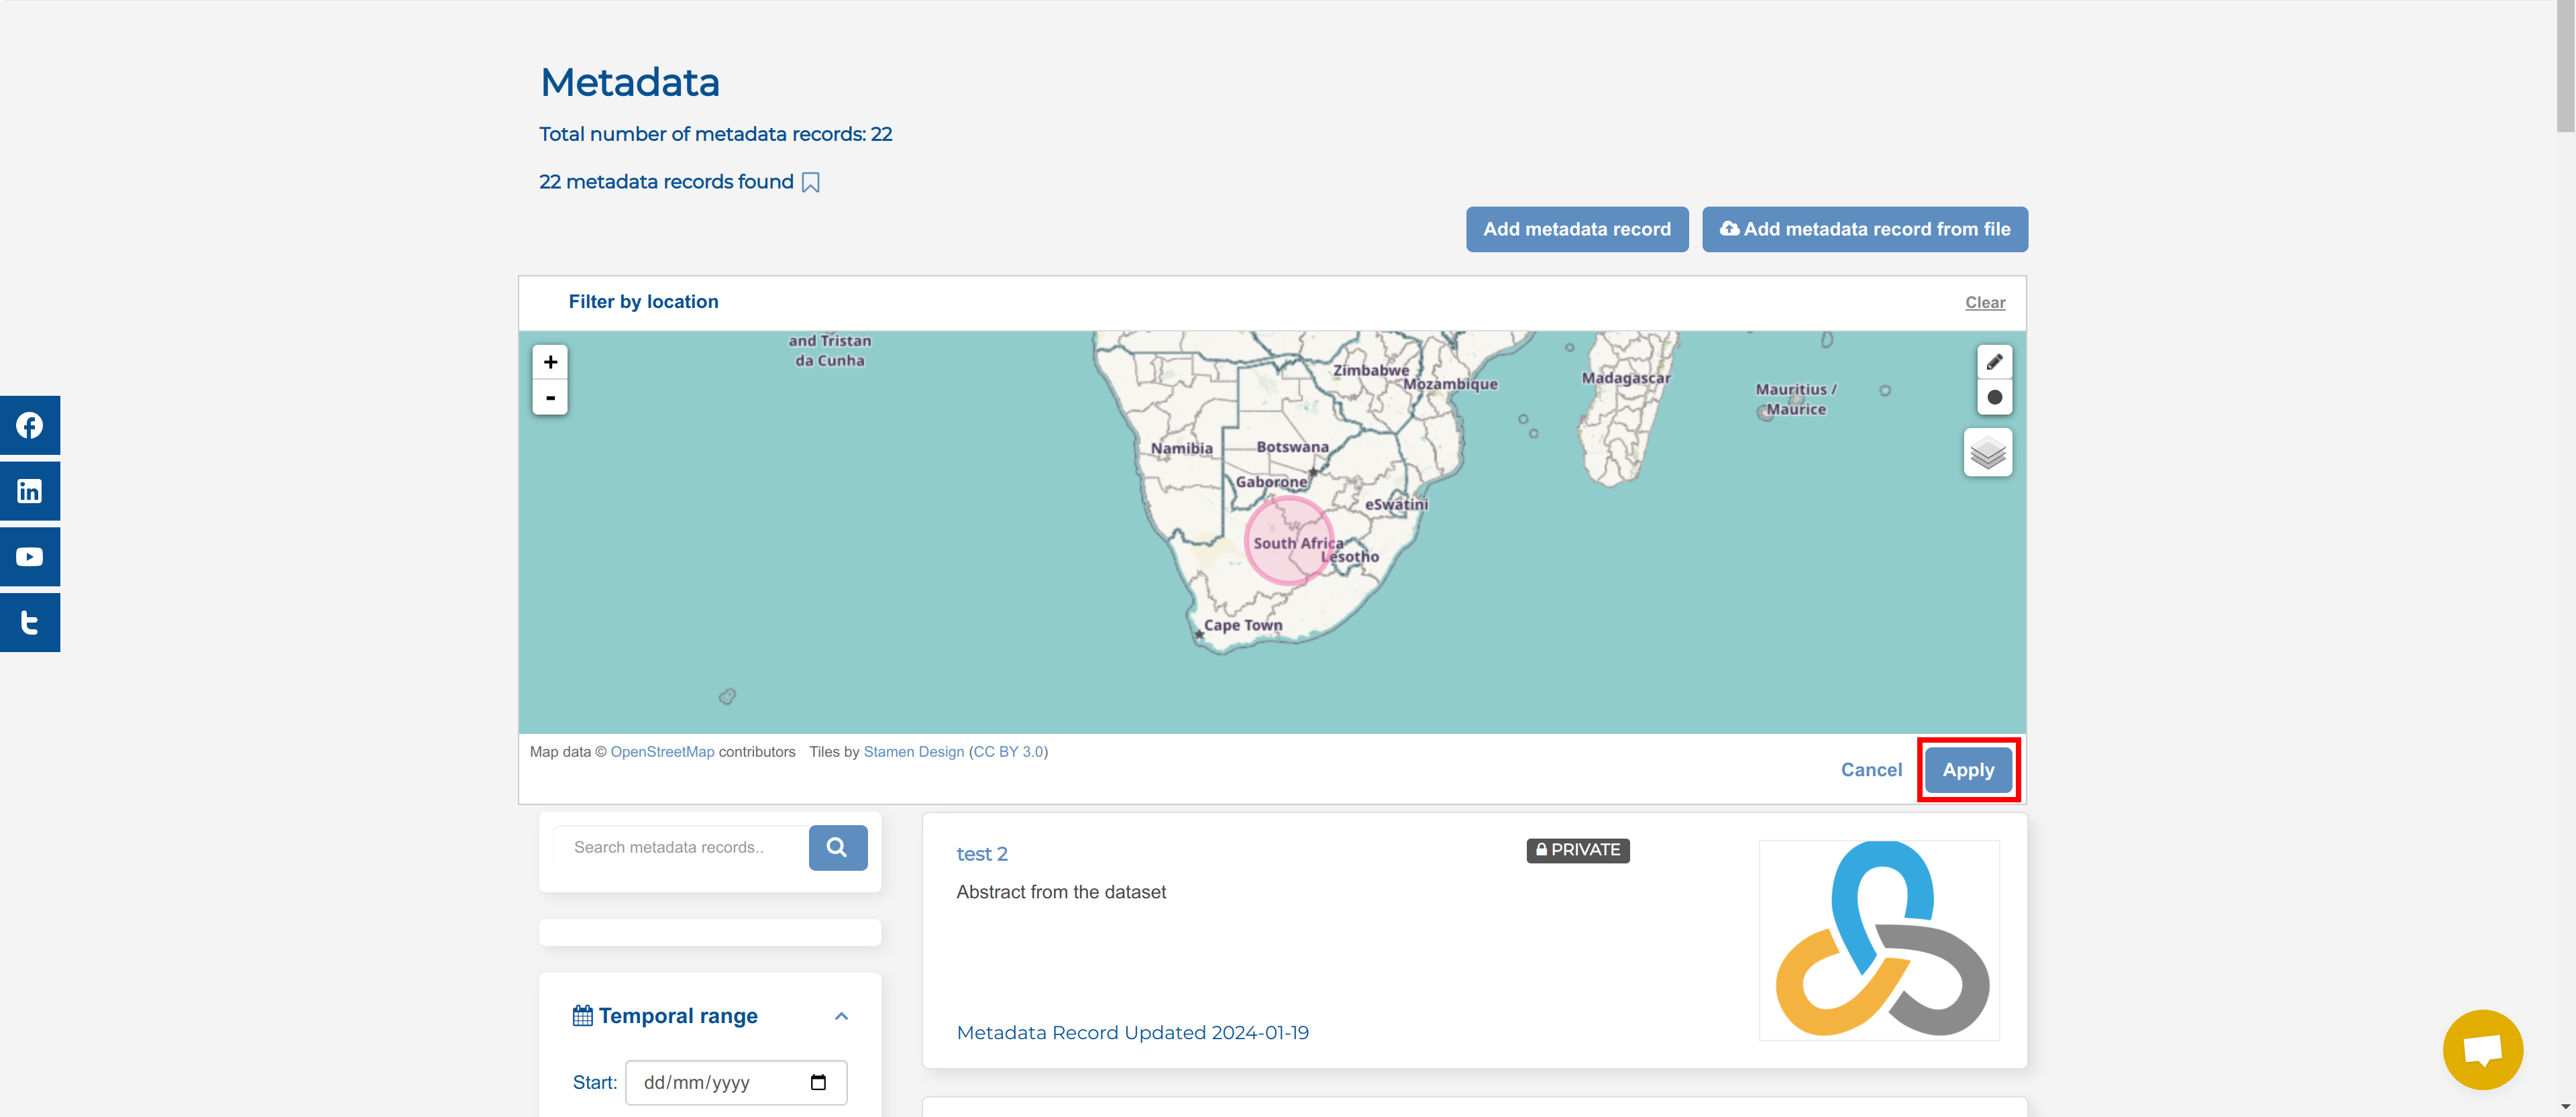 Metadata
Total number of metadata records: 22
22 metadata records found
Add metadata record
Add metadata record from file
Filter by location
Clear
and Tristan
da Cunha
+
-
Zimbabwe
Mozambique
Madagascar
Mauritius /
Maurice
Namibia
Botswana
Gaborone
eSwatini
South Africa
Lesotho
Cape Town
Map data © OpenStreetMap contributors Tiles by Stamen Design (CC BY 3.0)
Cancel
Apply
Search metadata records..
test 2
PRIVATE
Abstract from the dataset
Metadata Record Updated 2024-01-19
Temporal range
Start:
dd/mm/yyyy